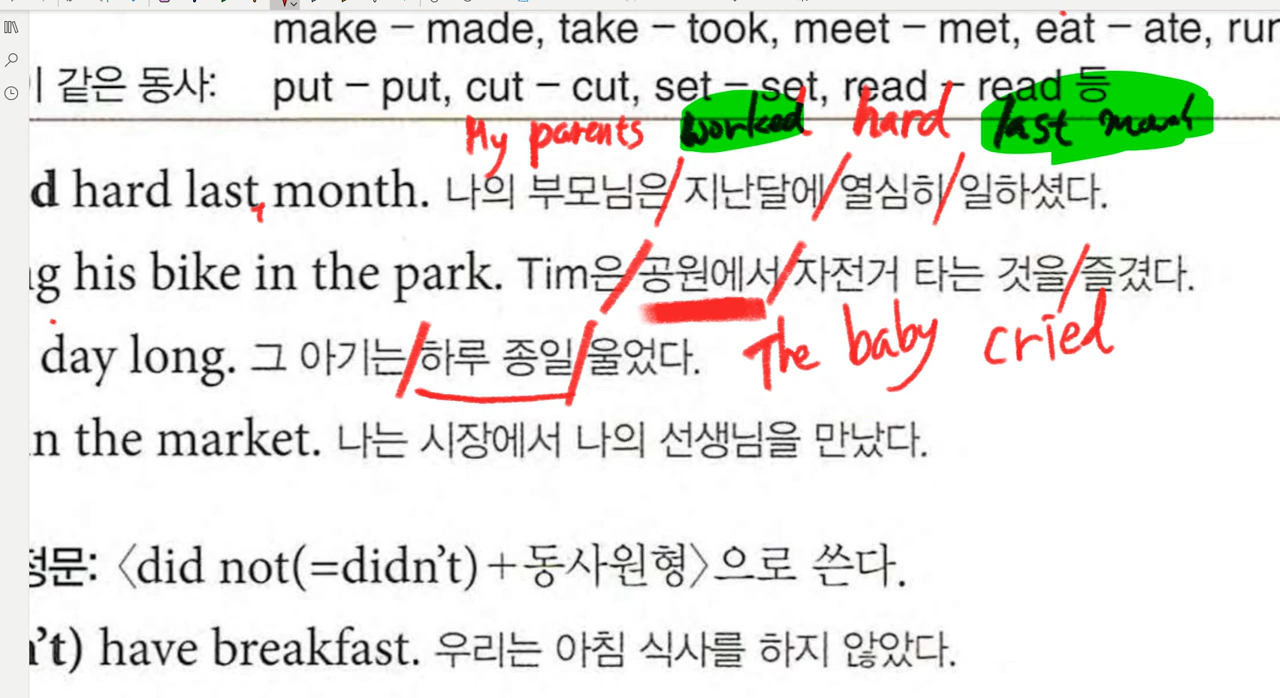 make – made, take – took, meet – met, eat – ate, rur
이 같은 동사: put – put, cut – cut, set – set, read – read 등
My parents worked hard last
d hard last month. 나의 부모님은/지난달에/열심히/일하셨다.
g his bike in the park. Tim은/공원에서/자전거 타는 것을/즐겼다.
day long. 그 아기는/하루 종일/울었다. The baby cried
n the market. 나는 시장에서 나의 선생님을 만났다.
정문: 〈did not(=didn't)+동사원형〉으로 쓴다.
't) have breakfast. 우리는 아침 식사를 하지 않았다.